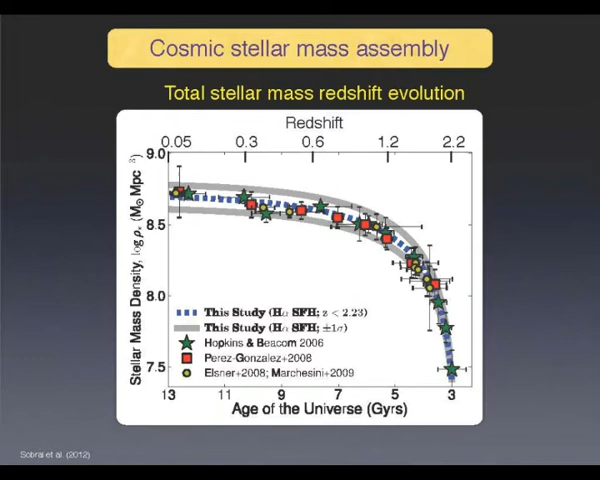 Cosmic stellar mass assembly
Total stellar mass redshift evolution
Redshift
0.05 0.3 0.6 1.2 2.2
Stellar Mass Density, log ρ* (M⊙ Mpc⁻³)
9.0
8.5
8.0
7.5
This Study (Hα SFH; z < 2.23)
This Study (Hα SFH; ±1σ)
Hopkins & Beacom 2006
Perez-Gonzalez+2008
Elsner+2008; Marchesini+2009
13 11 9 7 5 3
Age of the Universe (Gyrs)
Sobral et al. (2012)